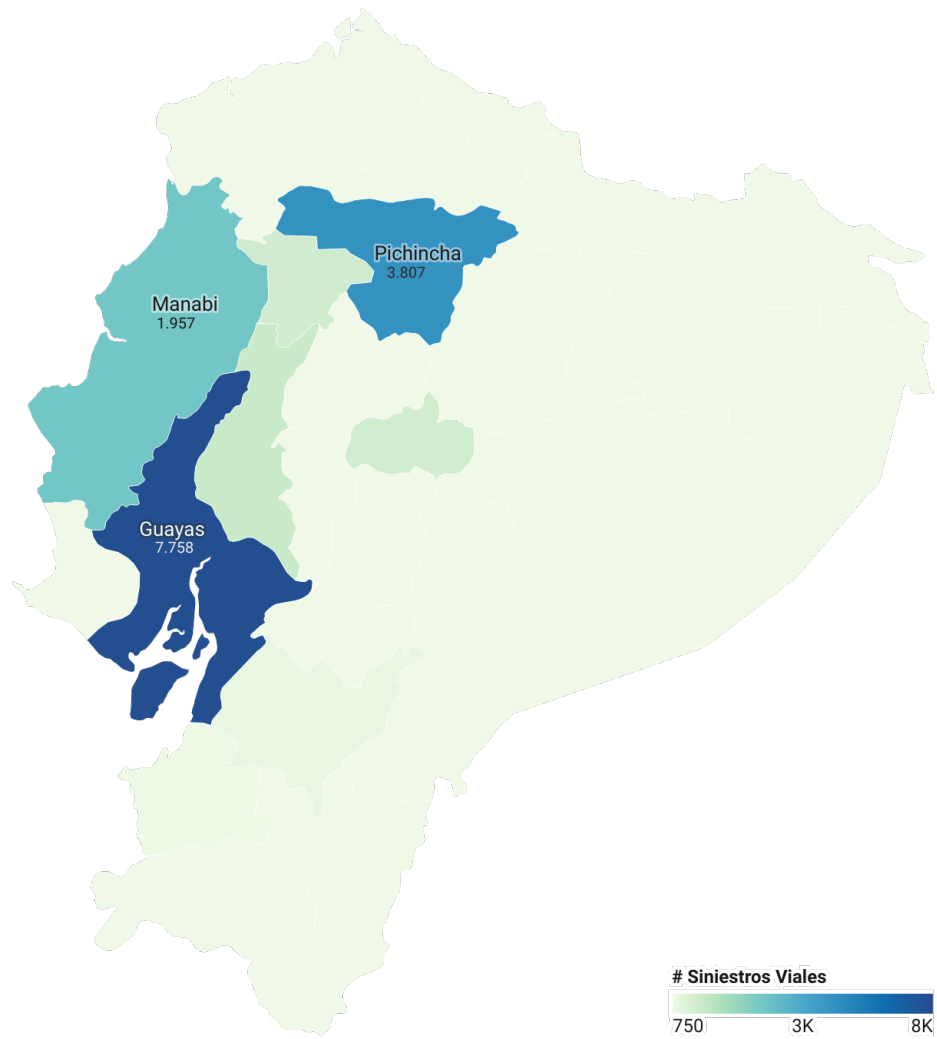 Pichincha
3.807
Manabi
1.957
Guayas
7.758
# Siniestros Viales
750 3K 8K